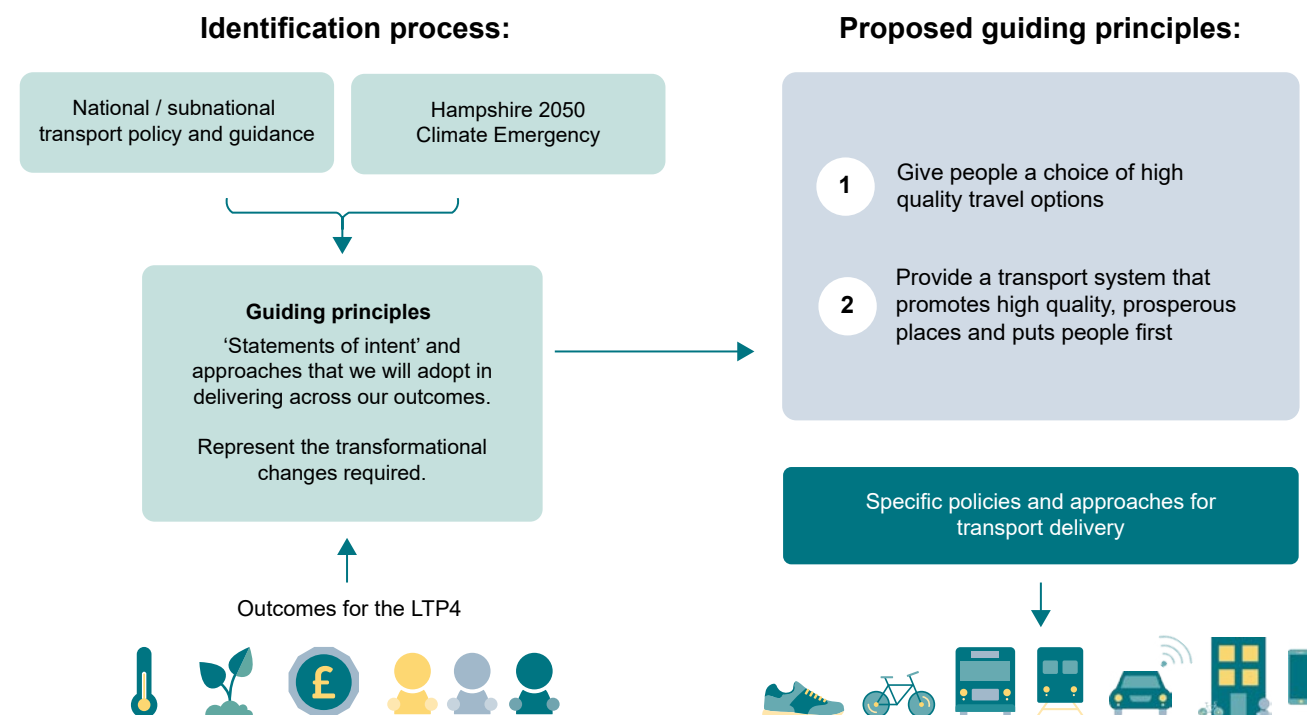 Identification process:
National / subnational
transport policy and guidance
Hampshire 2050
Climate Emergency
Guiding principles
‘Statements of intent’ and
approaches that we will adopt in
delivering across our outcomes.
Represent the transformational
changes required.
Outcomes for the LTP4
£
Proposed guiding principles:
1
Give people a choice of high
quality travel options
2
Provide a transport system that
promotes high quality, prosperous
places and puts people first
Specific policies and approaches for
transport delivery